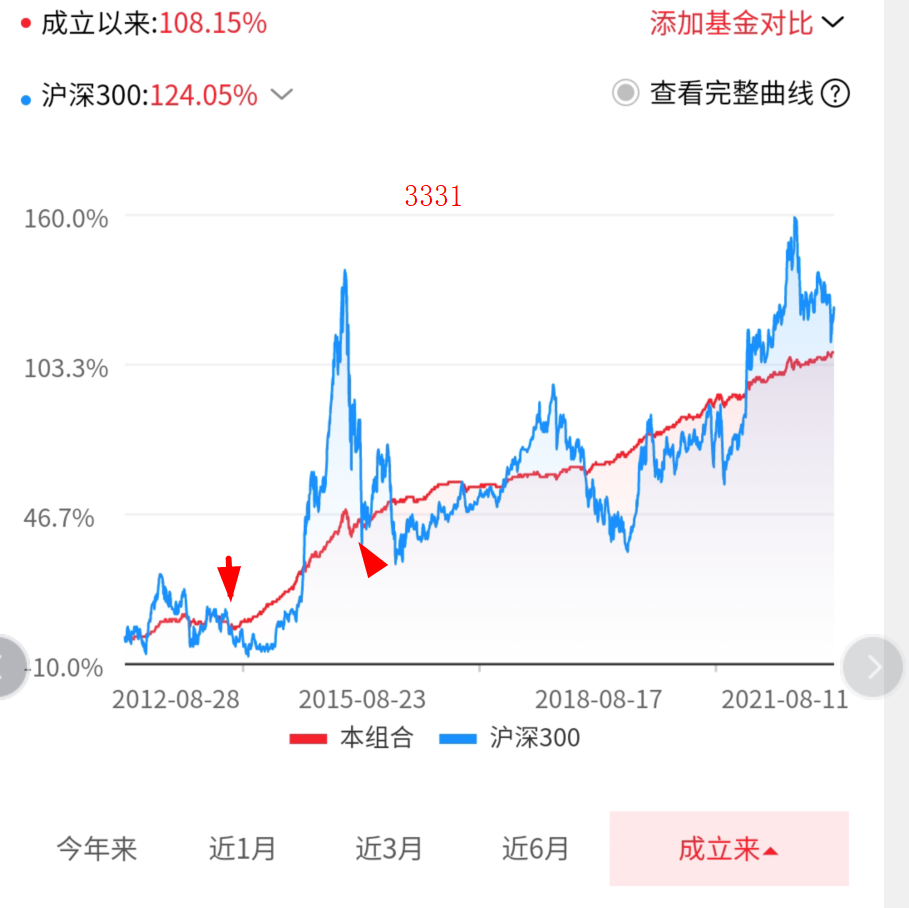 成立以来:108.15%
添加基金对比
沪深300:124.05%
查看完整曲线?
3331
160.0%
103.3%
46.7%
-10.0%
2012-08-28 2015-08-23 2018-08-17 2021-08-11
本组合 沪深300
今年来 近1月 近3月 近6月 成立来